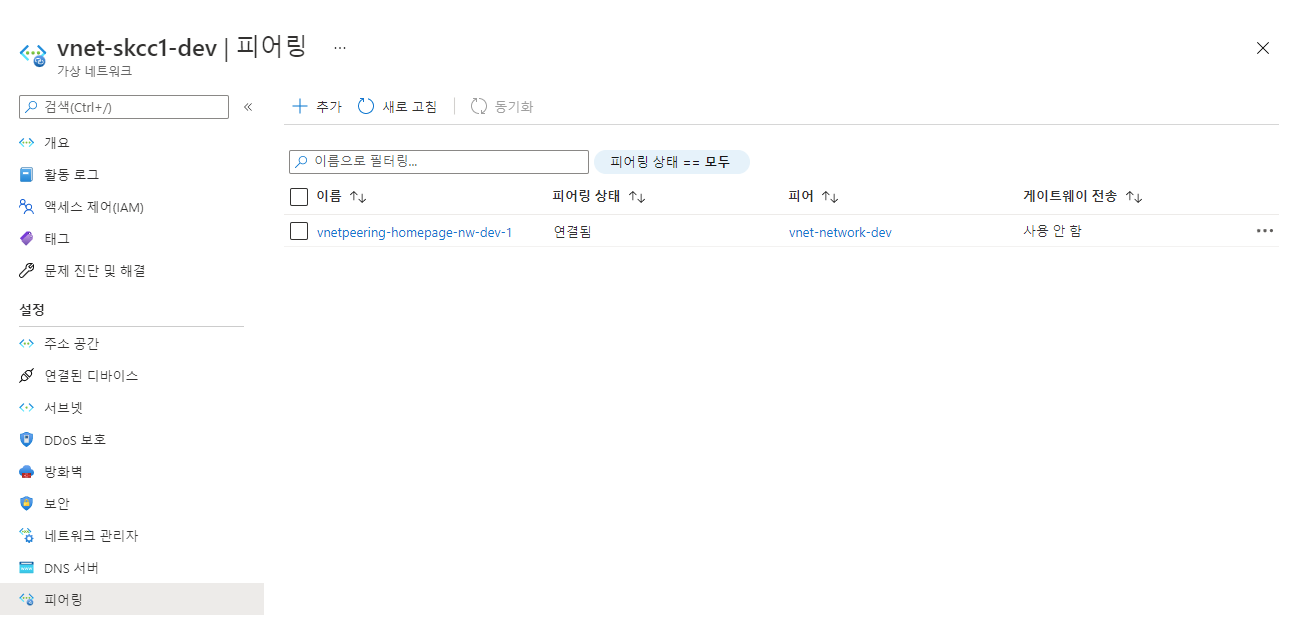 vnet-skcc1-dev | 피어링 ...
가상 네트워크
검색(Ctrl+/) «
개요
활동 로그
액세스 제어(IAM)
태그
문제 진단 및 해결
설정
주소 공간
연결된 디바이스
서브넷
DDoS 보호
방화벽
보안
네트워크 관리자
DNS 서버
피어링
추가 새로 고침 동기화
이름으로 필터링... 피어링 상태 == 모두
이름 ↑↓ 피어링 상태 ↑↓ 피어 ↑↓ 게이트웨이 전송 ↑↓
vnetpeering-homepage-nw-dev-1 연결됨 vnet-network-dev 사용 안 함 ...